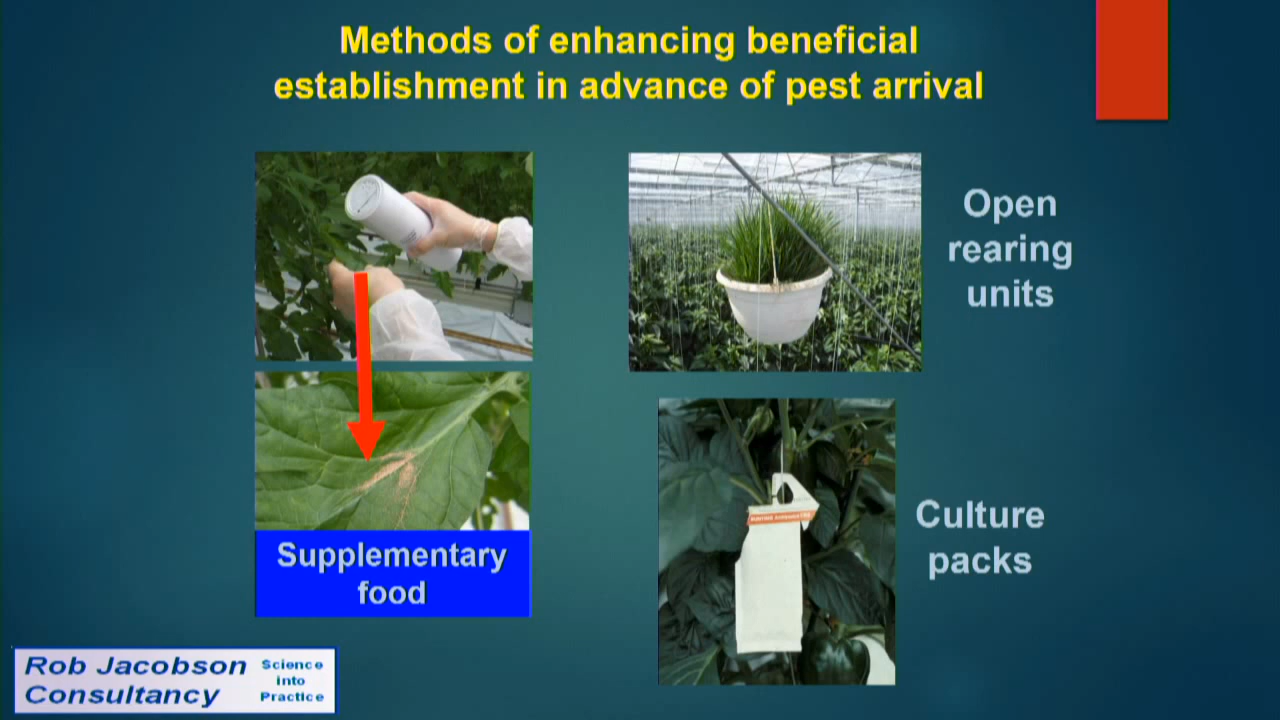 Methods of enhancing beneficial
establishment in advance of pest arrival
Open
rearing
units
Supplementary
food
Culture
packs
Rob Jacobson
Consultancy
Science
into
Practice